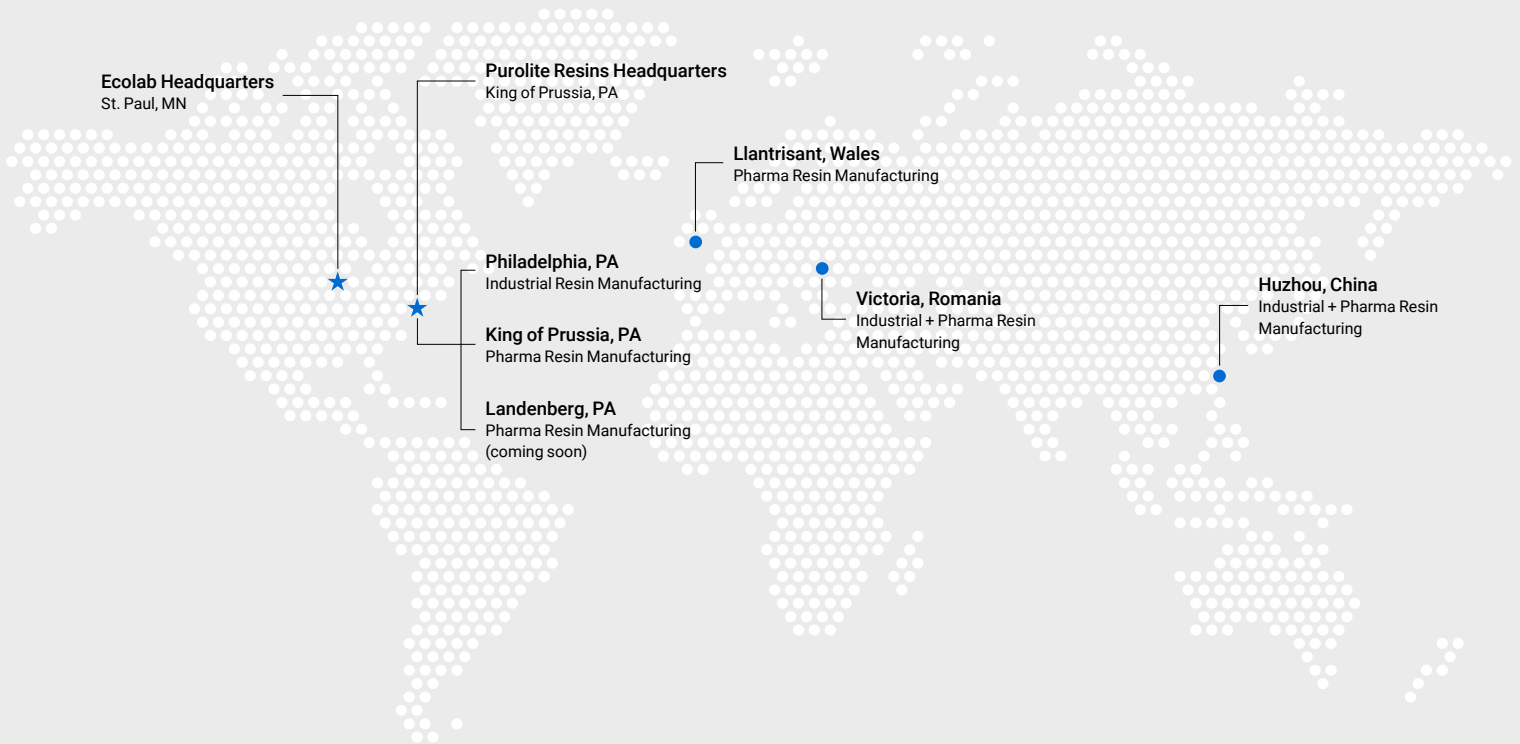 Ecolab Headquarters
St. Paul, MN
Purolite Resins Headquarters
King of Prussia, PA
Llantrisant, Wales
Pharma Resin Manufacturing
Philadelphia, PA
Industrial Resin Manufacturing
King of Prussia, PA
Pharma Resin Manufacturing
Landenberg, PA
Pharma Resin Manufacturing
(coming soon)
Victoria, Romania
Industrial + Pharma Resin
Manufacturing
Huzhou, China
Industrial + Pharma Resin
Manufacturing